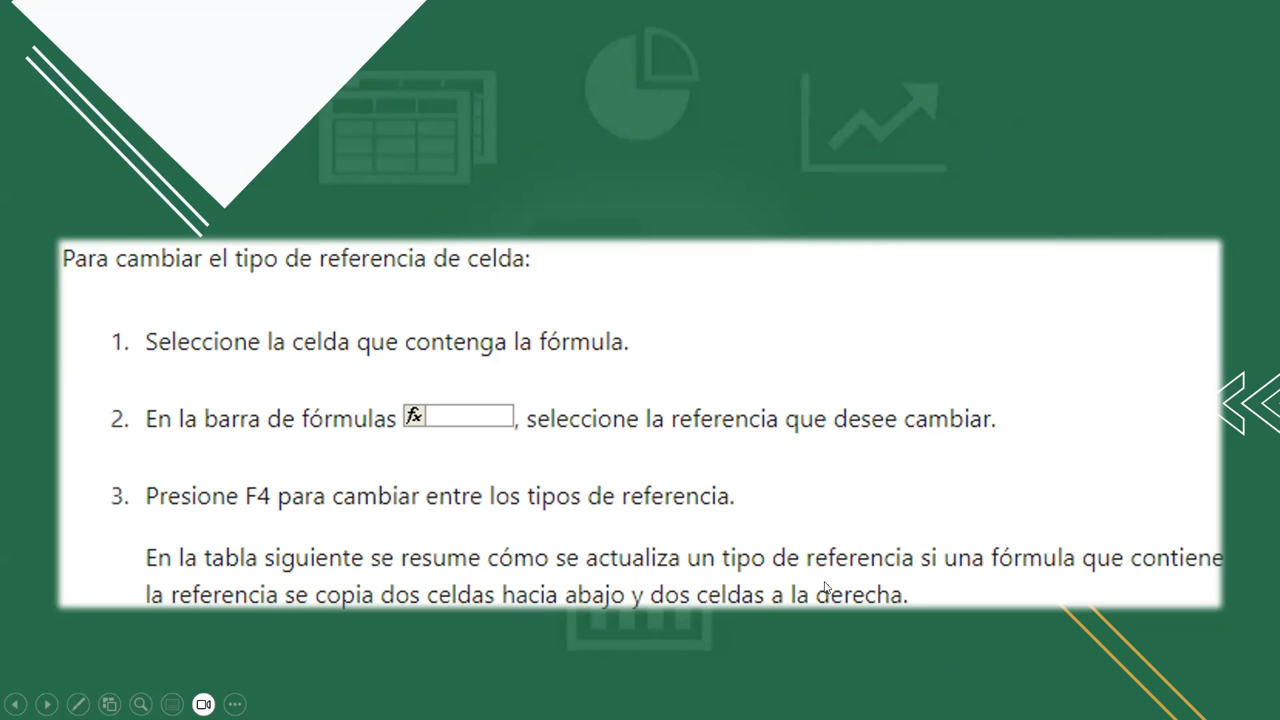 Para cambiar el tipo de referencia de celda:
1. Seleccione la celda que contenga la fórmula.
2. En la barra de fórmulas fx, seleccione la referencia que desee cambiar.
3. Presione F4 para cambiar entre los tipos de referencia.
En la tabla siguiente se resume cómo se actualiza un tipo de referencia si una fórmula que contiene
la referencia se copia dos celdas hacia abajo y dos celdas a la derecha.